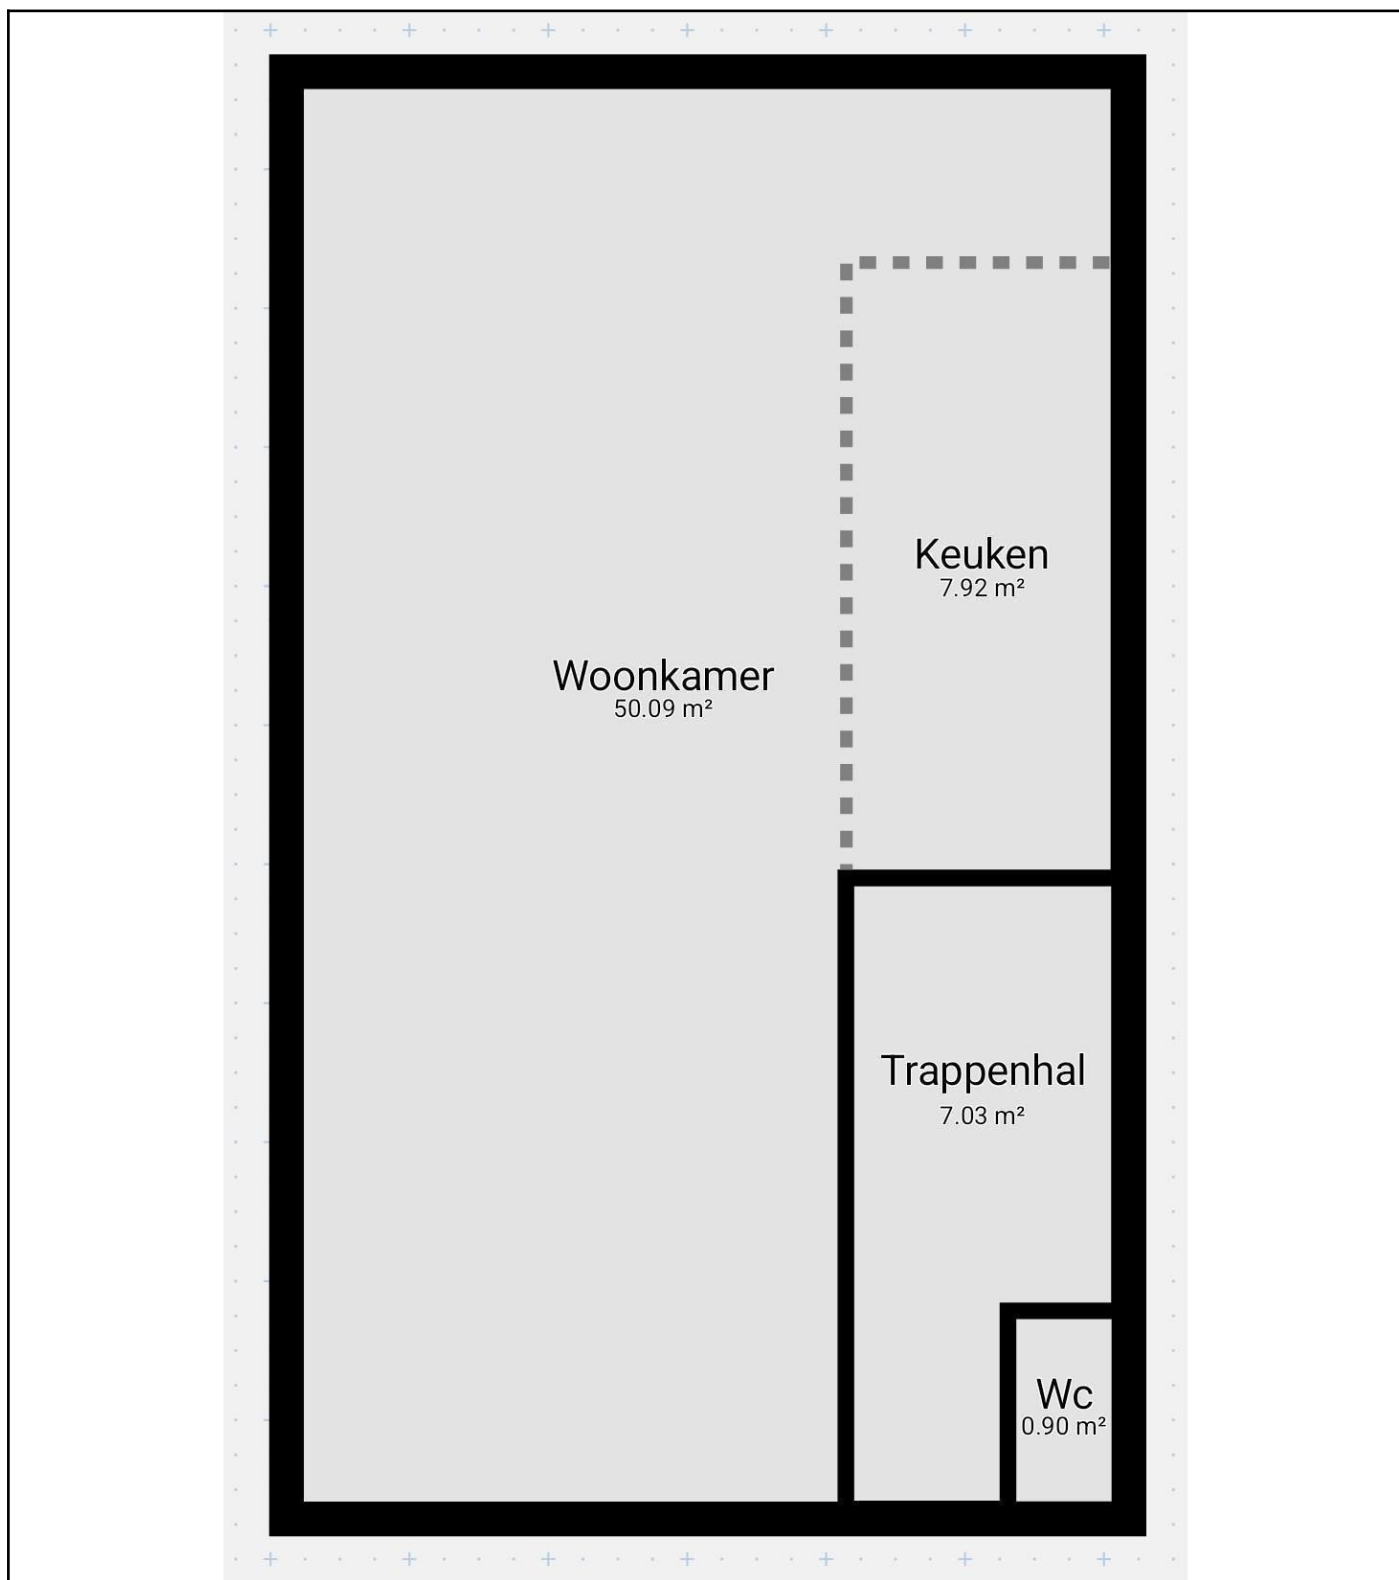 Keuken
7.92 m²
Woonkamer
50.09 m²
Trappenhal
7.03 m²
Wc
0.90 m²